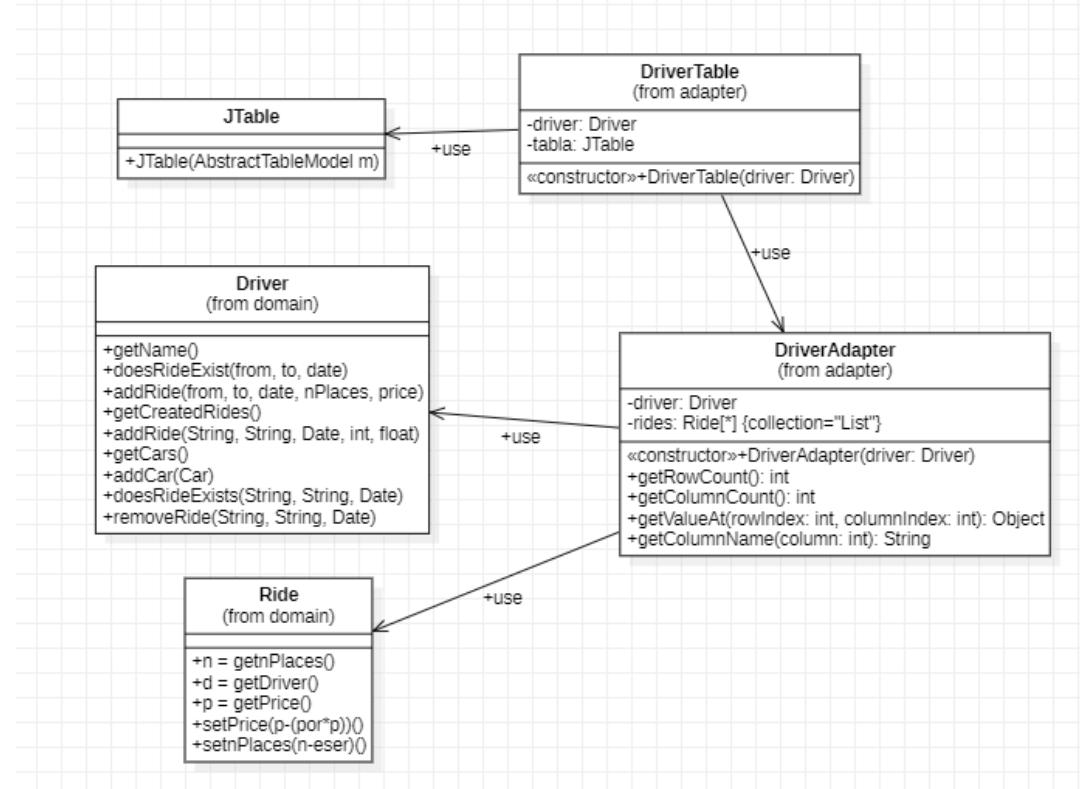 JTable
+JTable(AbstractTableModel m)
+use
DriverTable
(from adapter)
-driver: Driver
-tabla: JTable
«constructor»+DriverTable(driver: Driver)
+use
Driver
(from domain)
+getName()
+doesRideExist(from, to, date)
+addRide(from, to, date, nPlaces, price)
+getCreatedRides()
+addRide(String, String, Date, int, float)
+getCars()
+addCar(Car)
+doesRideExists(String, String, Date)
+removeRide(String, String, Date)
+use
DriverAdapter
(from adapter)
-driver: Driver
-rides: Ride[*] {collection="List"}
«constructor»+DriverAdapter(driver: Driver)
+getRowCount(): int
+getColumnCount(): int
+getValueAt(rowIndex: int, columnIndex: int): Object
+getColumnName(column: int): String
+use
Ride
(from domain)
+n = getnPlaces()
+d = getDriver()
+p = getPrice()
+setPrice(p-(por*p))()
+setnPlaces(n-eser)()